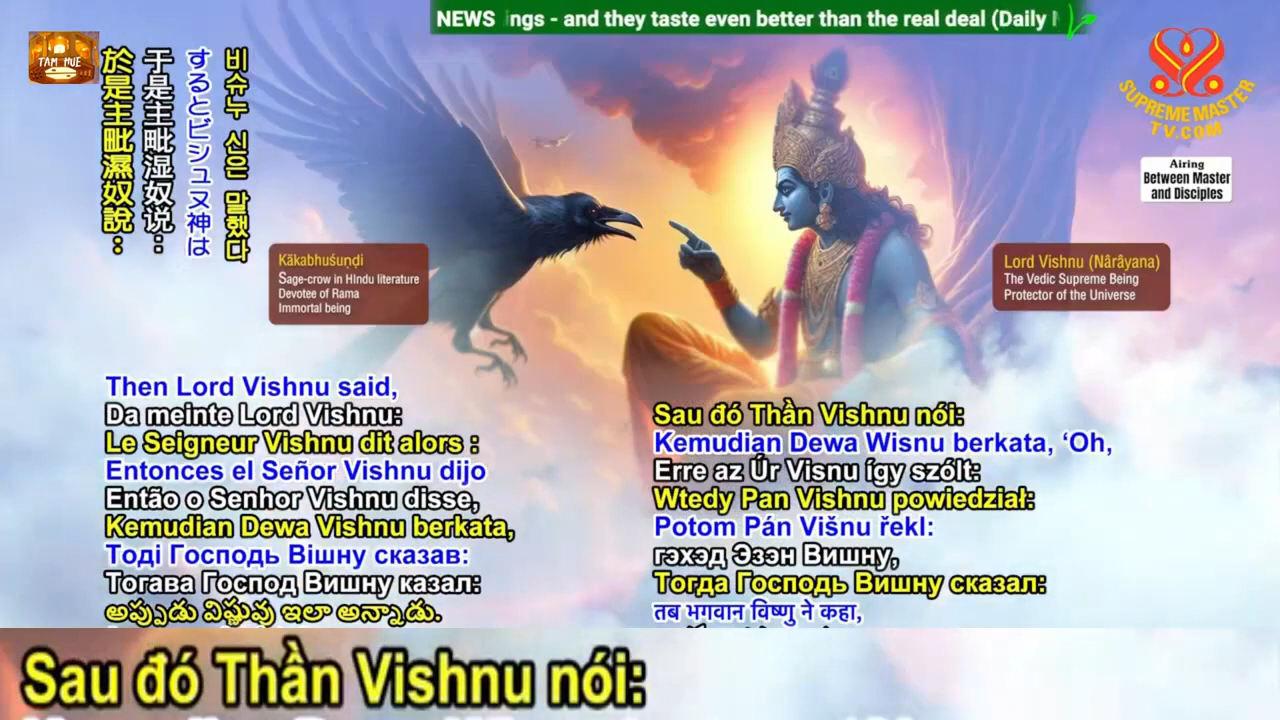 NEWS ings - and they taste even better than the real deal (Daily
TAM HUE
於是主毗濕奴說：
于是主毗湿奴说：
するとビシュヌ神は
비슈누 신은 말했다
SUPREME MASTER
TV.COM
Airing
Between Master
and Disciples
Kākabhuśuṇḍi
Sage-crow in HIndu literature
Devotee of Rama
Immortal being
Lord Vishnu (Nârâyana)
The Vedic Supreme Being
Protector of the Universe
Then Lord Vishnu said,
Da meinte Lord Vishnu:
Le Seigneur Vishnu dit alors :
Entonces el Señor Vishnu dijo
Então o Senhor Vishnu disse,
Kemudian Dewa Vishnu berkata,
Тоді Господь Вішну сказав:
Тогава Господ Вишну казал:
అప్పుడు విష్ణువు ఇలా అన్నాడు.
Sau đó Thần Vishnu nói:
Kemudian Dewa Wisnu berkata, ‘Oh,
Erre az Úr Visnu így szólt:
Wtedy Pan Vishnu powiedział:
Potom Pán Višnu řekl:
гэхэд Эзэн Вишну,
Тогда Господь Вишну сказал:
तब भगवान विष्णु ने कहा,
Sau đó Thần Vishnu nói: